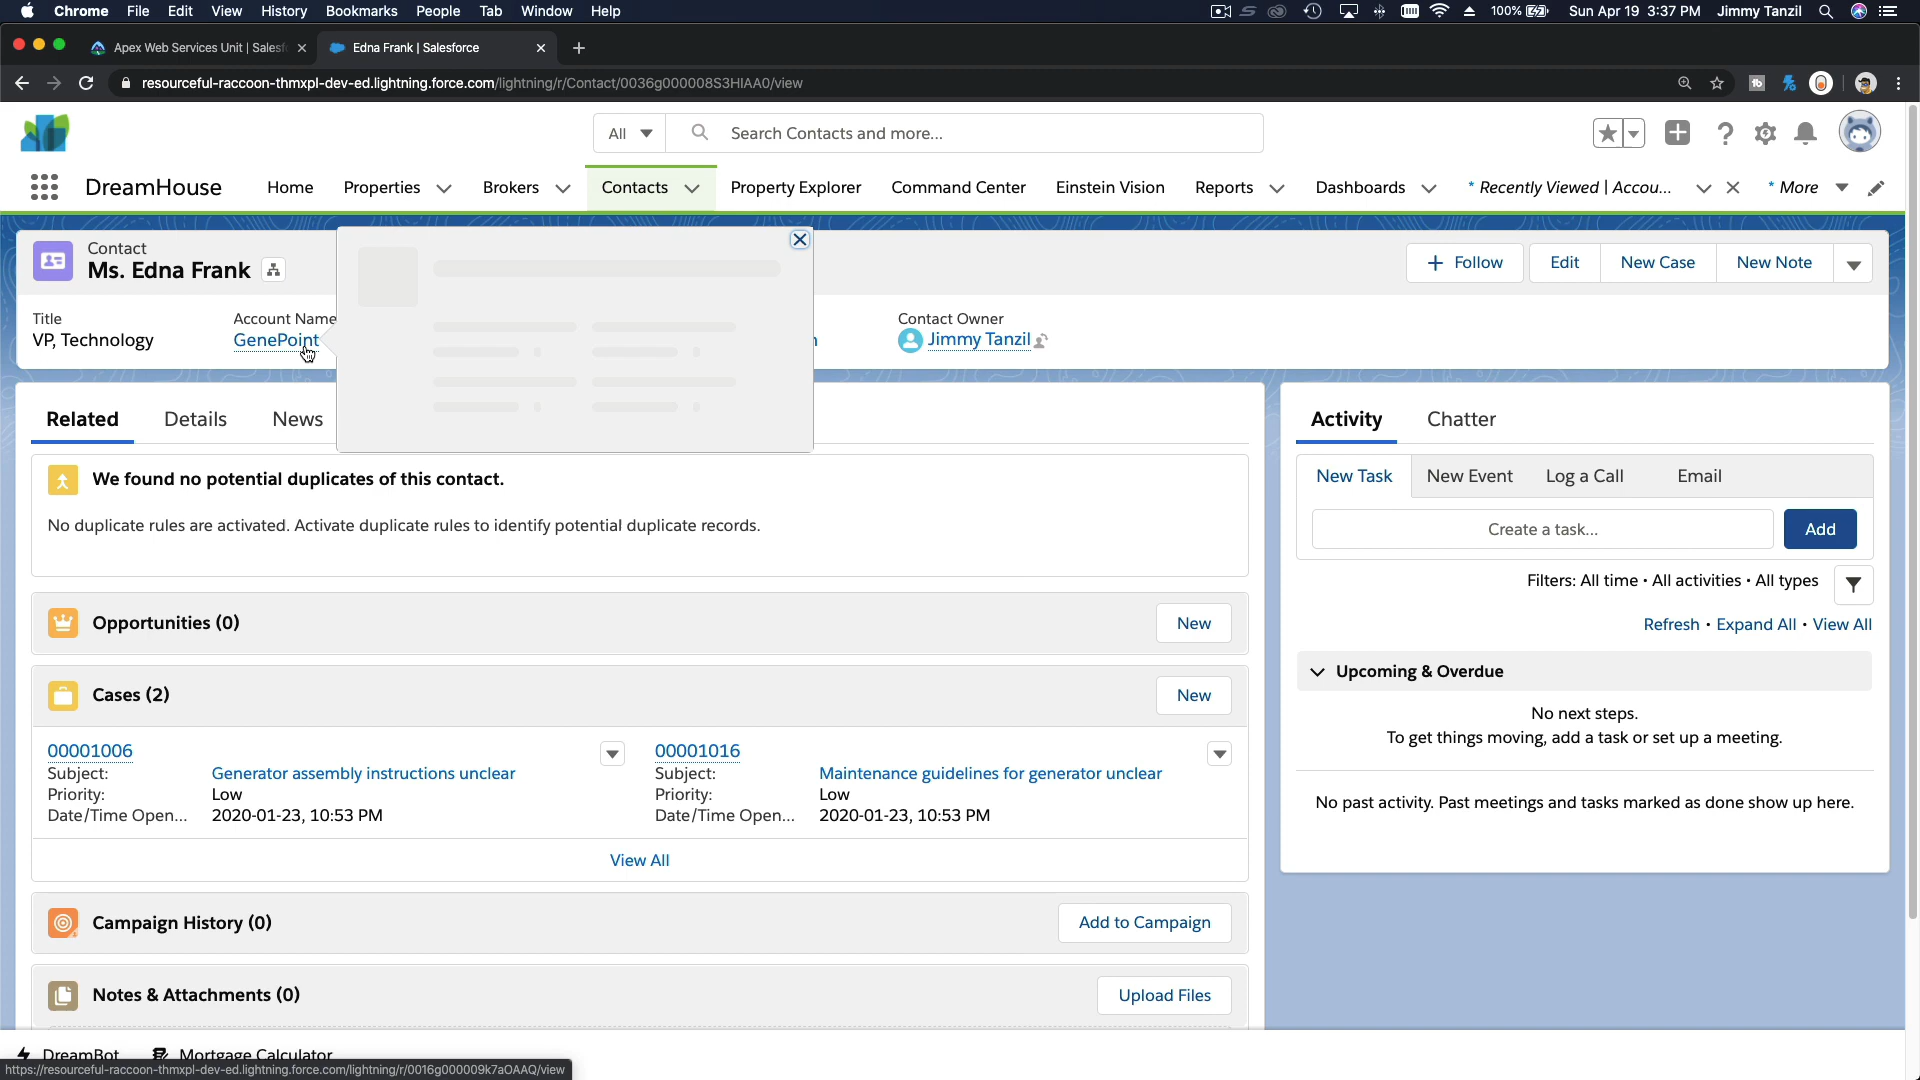 Chrome File Edit View History Bookmarks People Tab Window Help 100% Sun Apr 19 3:37 PM Jimmy Tanzil
Apex Web Services Unit | Salesf Edna Frank | Salesforce
resourceful-raccoon-thmxpl-dev-ed.lightning.force.com/lightning/r/Contact/0036g000008S3HIAA0/view
All Search Contacts and more...
DreamHouse Home Properties Brokers Contacts Property Explorer Command Center Einstein Vision Reports Dashboards * Recently Viewed | Accou... * More
Contact
Ms. Edna Frank
+ Follow Edit New Case New Note
Title Account Name Contact Owner
VP, Technology GenePoint Jimmy Tanzil
Related Details News
Activity Chatter
We found no potential duplicates of this contact.
No duplicate rules are activated. Activate duplicate rules to identify potential duplicate records.
New Task New Event Log a Call Email
Create a task... Add
Filters: All time • All activities • All types
Refresh • Expand All • View All
Opportunities (0) New
Upcoming & Overdue
No next steps.
To get things moving, add a task or set up a meeting.
No past activity. Past meetings and tasks marked as done show up here.
Cases (2) New
00001006 00001016
Subject: Generator assembly instructions unclear Subject: Maintenance guidelines for generator unclear
Priority: Low Priority: Low
Date/Time Open... 2020-01-23, 10:53 PM Date/Time Open... 2020-01-23, 10:53 PM
View All
Campaign History (0) Add to Campaign
Notes & Attachments (0) Upload Files
DreamBot Mortgage Calculator
https://resourceful-raccoon-thmxpl-dev-ed.lightning.force.com/lightning/r/0016g000009k7aOAAQ/view